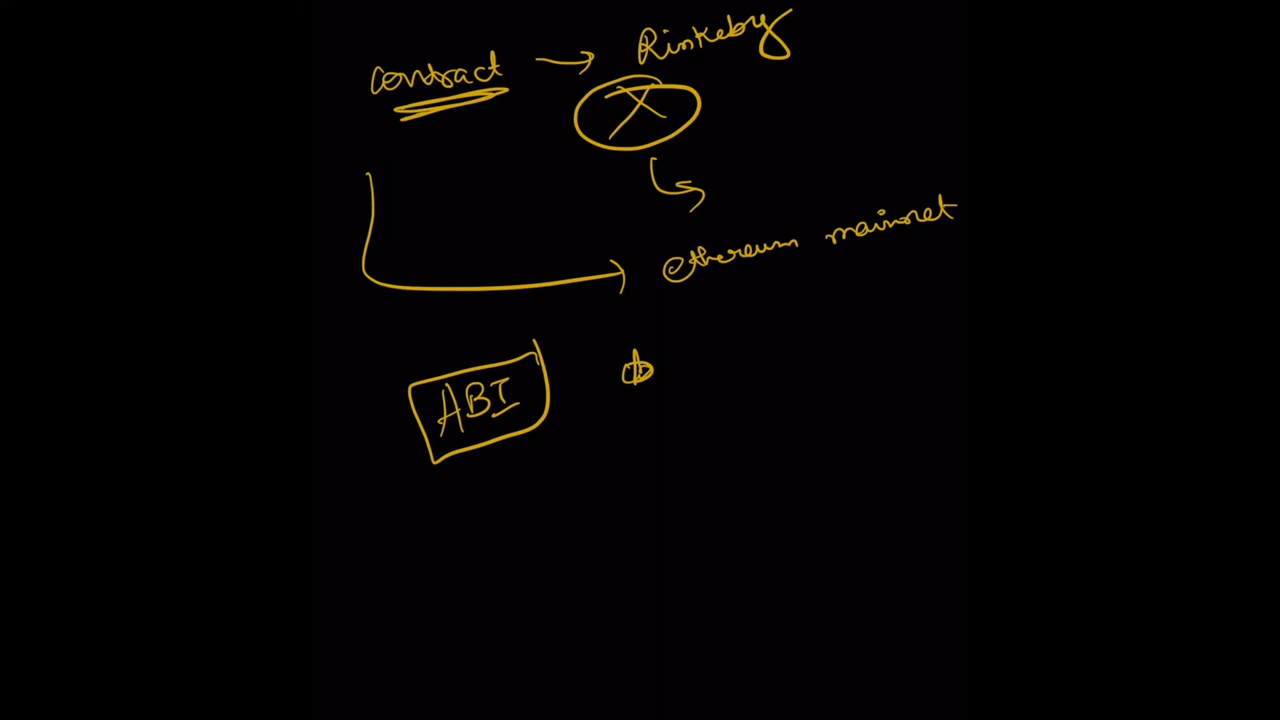 contract → Rinkeby
X
ethereum mainnet
ABI